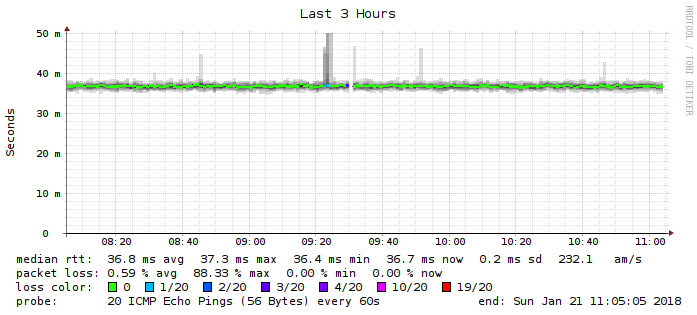 Last 3 Hours
RRDTOOL / TOBI OETIKER
Seconds
50 m
40 m
30 m
20 m
10 m
0
08:20 08:40 09:00 09:20 09:40 10:00 10:20 10:40 11:00
median rtt: 36.8 ms avg 37.3 ms max 36.4 ms min 36.7 ms now 0.2 ms sd 232.1 am/s
packet loss: 0.59 % avg 88.33 % max 0.00 % min 0.00 % now
loss color: 0 1/20 2/20 3/20 4/20 10/20 19/20
probe: 20 ICMP Echo Pings (56 Bytes) every 60s end: Sun Jan 21 11:05:05 2018